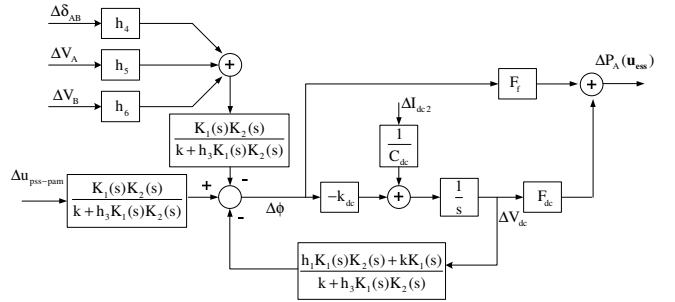 Δδ_AB
h_4
ΔV_A
h_5
ΔV_B
h_6
+
K_1(s)K_2(s)
k+h_3K_1(s)K_2(s)
Δu_pss-pam
K_1(s)K_2(s)
k+h_3K_1(s)K_2(s)
+
-
-
Δϕ
-k_dc
ΔI_dc2
1
C_dc
+
1
s
ΔV_dc
F_dc
F_f
+
ΔP_A(u_ess)
h_1K_1(s)K_2(s)+kK_1(s)
k+h_3K_1(s)K_2(s)